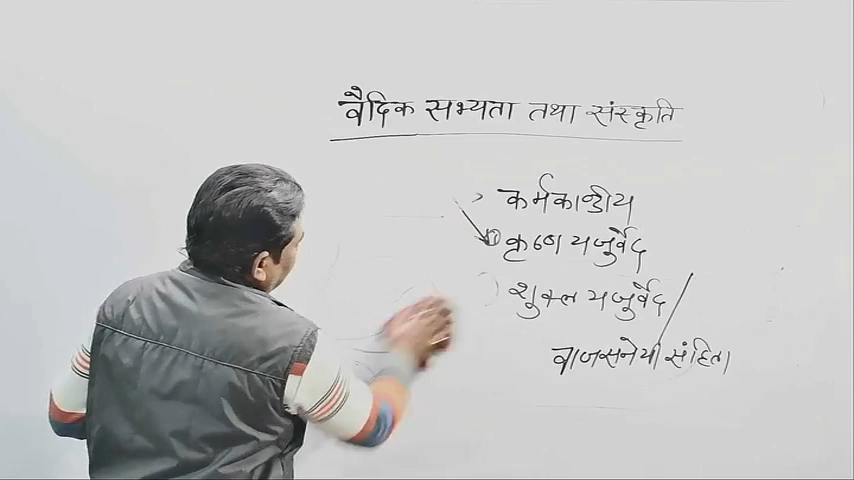 वैदिक सभ्यता तथा संस्कृति
कर्मकाण्डीय
कृष्ण यजुर्वेद
शुक्ल यजुर्वेद /
वाजसनेयी संहिता